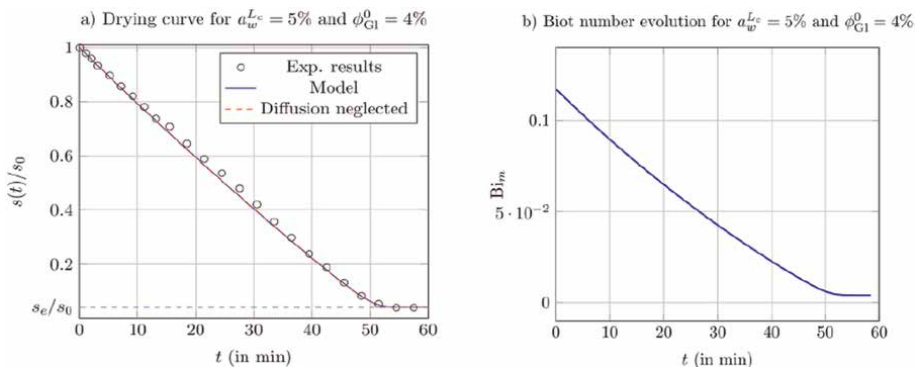 a) Drying curve for a_w^{L_c} = 5% and ϕ_{Gl}^0 = 4%
1
0.8
0.6
0.4
0.2
s_e/s_0
s(t)/s_0
Exp. results
Model
Diffusion neglected
0 10 20 30 40 50 60
t (in min)
b) Biot number evolution for a_w^{L_c} = 5% and ϕ_{Gl}^0 = 4%
0.1
5 · 10^{-2}
0
Bi_m
0 10 20 30 40 50 60
t (in min)